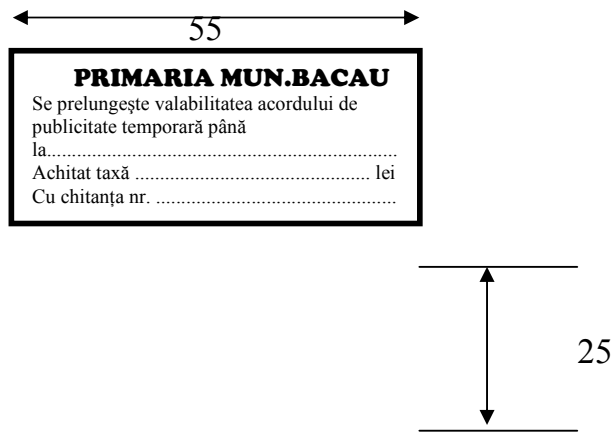 55
PRIMARIA MUN.BACAU
Se prelungeşte valabilitatea acordului de
publicitate temporară până
la..........................................................................
Achitat taxă ................................................. lei
Cu chitanța nr. ..................................................
25